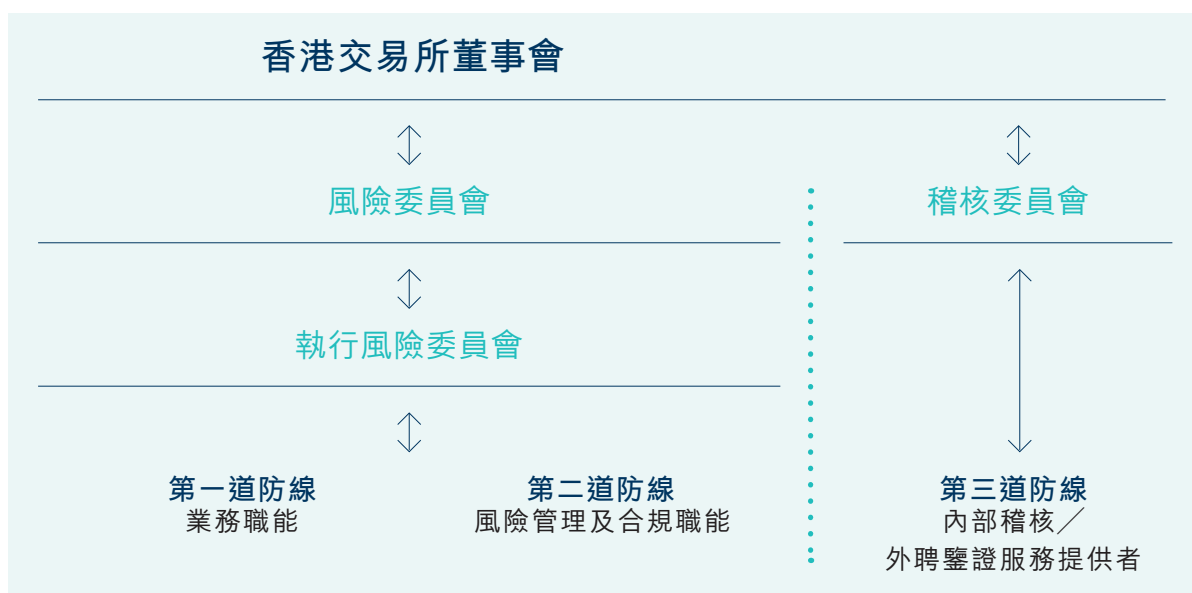 香港交易所董事會
風險委員會
稽核委員會
執行風險委員會
第一道防線
業務職能
第二道防線
風險管理及合規職能
第三道防線
內部稽核╱
外聘鑒證服務提供者